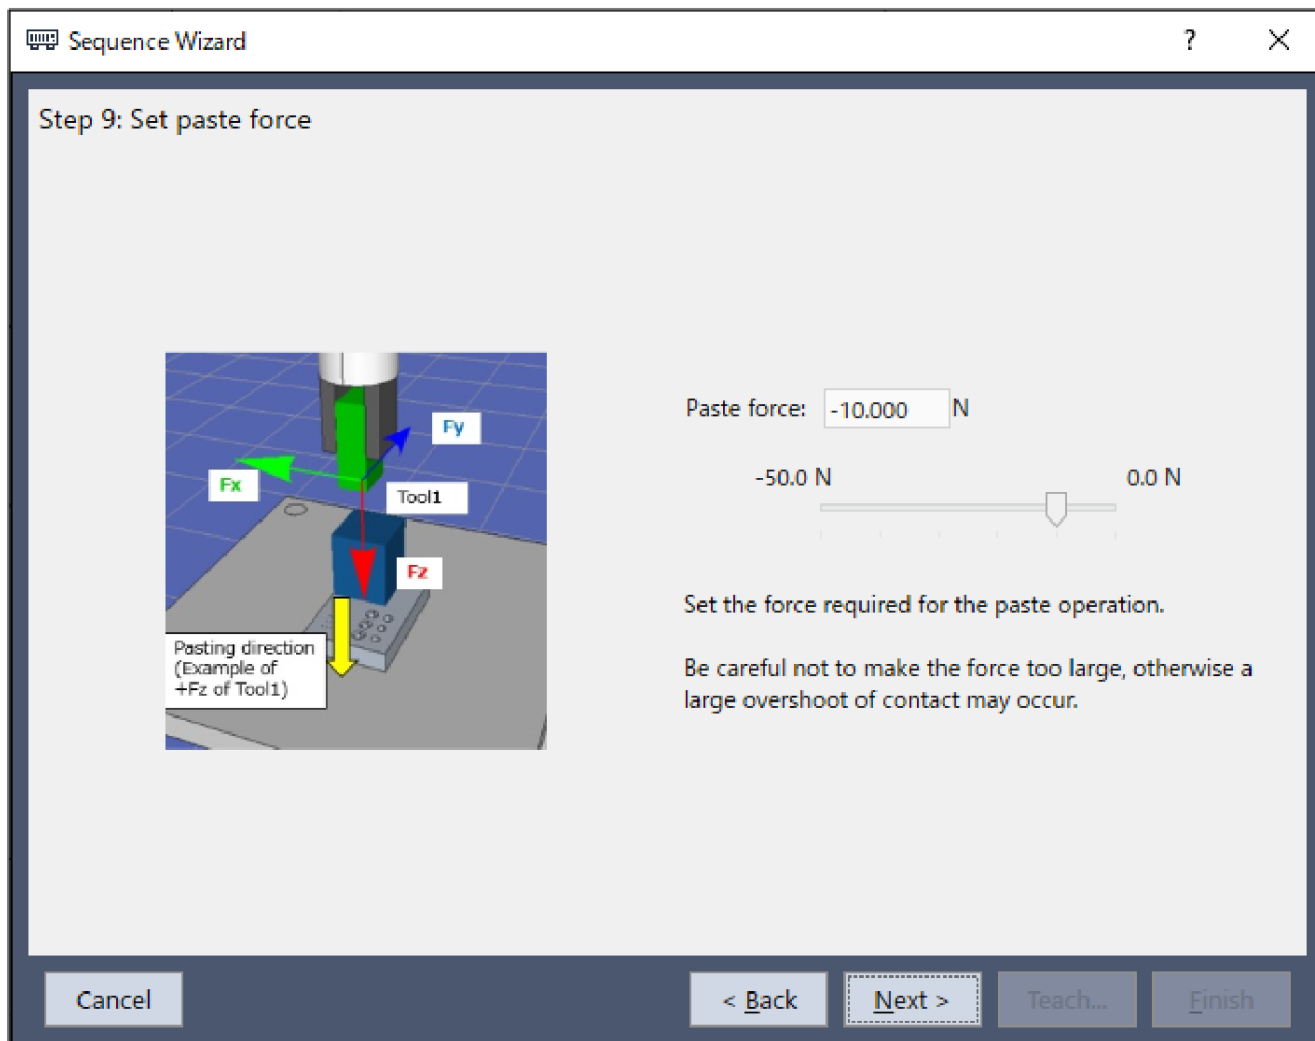 Sequence Wizard
?
Step 9: Set paste force
Fy
Fx
Tool1
Fz
Pasting direction
(Example of
+Fz of Tool1)
Paste force: -10.000 N
-50.0 N 0.0 N
Set the force required for the paste operation.
Be careful not to make the force too large, otherwise a
large overshoot of contact may occur.
Cancel
< Back
Next >
Teach...
Finish